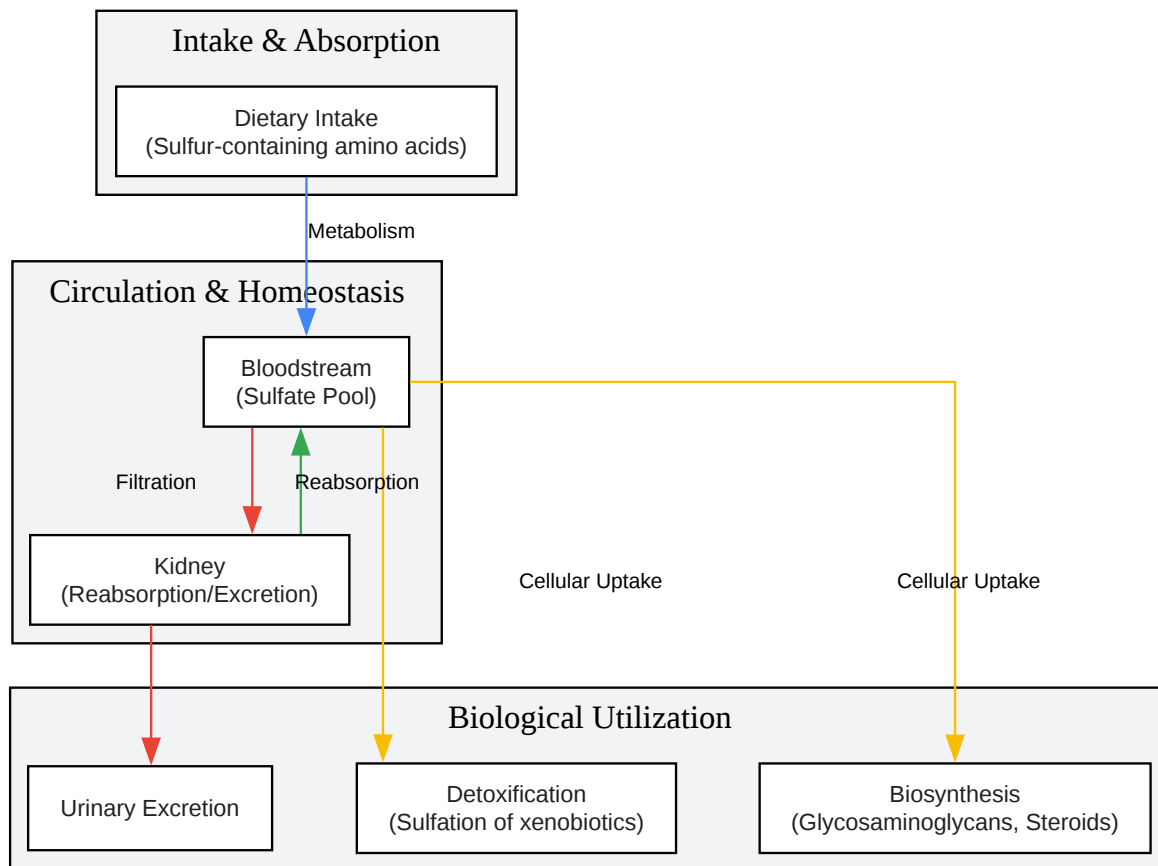 Intake & Absorption
Dietary Intake
(Sulfur-containing amino acids)
Metabolism
Circulation & Homeostasis
Bloodstream
(Sulfate Pool)
Filtration
Reabsorption
Kidney
(Reabsorption/Excretion)
Cellular Uptake
Cellular Uptake
Biological Utilization
Urinary Excretion
Detoxification
(Sulfation of xenobiotics)
Biosynthesis
(Glycosaminoglycans, Steroids)